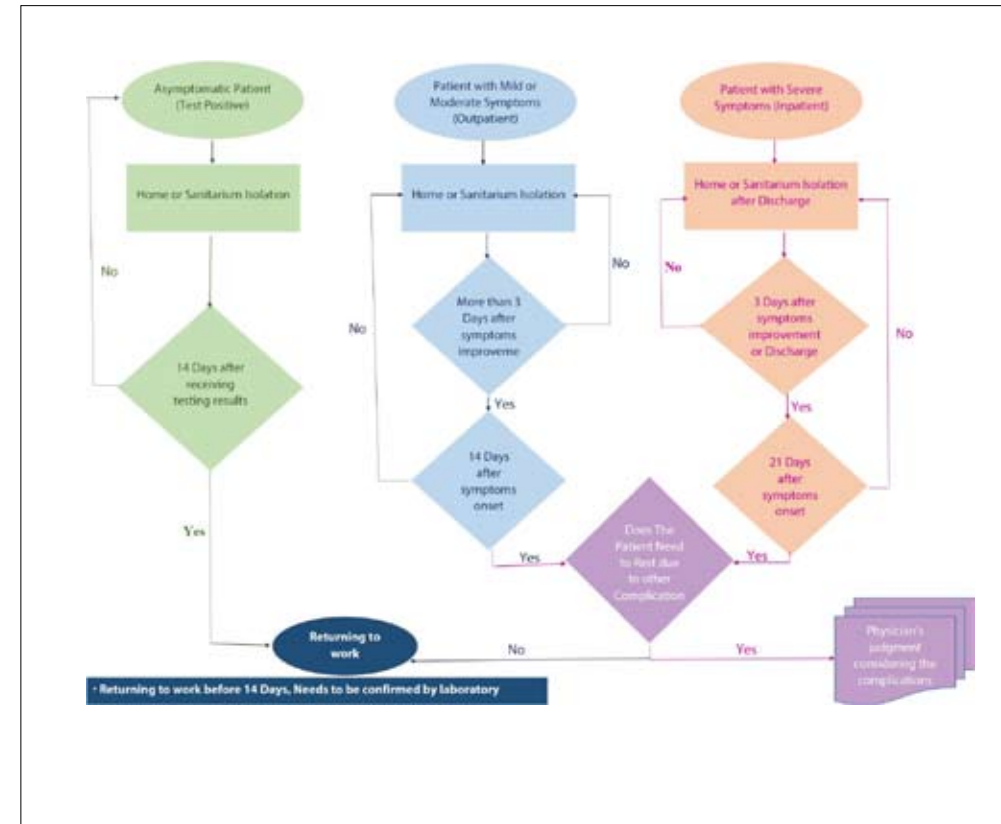 Asymptomatic Patient
(Test Positive)
Patient with Mild or
Moderate Symptoms
(Outpatient)
Patient with Severe
Symptoms (Inpatient)
Home or Sanitarium Isolation
Home or Sanitarium Isolation
Home or Sanitarium Isolation
after Discharge
No
No
No
More than 3
Days after
symptoms
improveme
3 Days after
symptoms
improvement
or Discharge
No
No
14 Days after
receiving
testing results
Yes
Yes
14 Days
after
symptoms
onset
21 Days
after
symptoms
onset
Yes
Does The
Patient Need
to Rest due
to other
Complication
Yes
Yes
Returning to
work
No
Yes
Physician's
judgment
considering the
complications
· Returning to work before 14 Days, Needs to be confirmed by laboratory